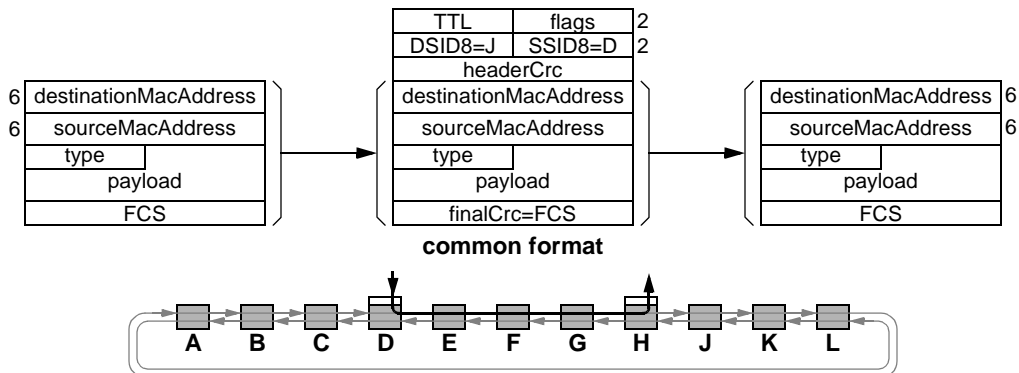 TTL flags 2
DSID8=J SSID8=D 2
headerCrc
6 destinationMacAddress
6 sourceMacAddress
type
payload
FCS
destinationMacAddress
sourceMacAddress
type
payload
finalCrc=FCS
common format
destinationMacAddress 6
sourceMacAddress 6
type
payload
FCS
A B C D E F G H J K L